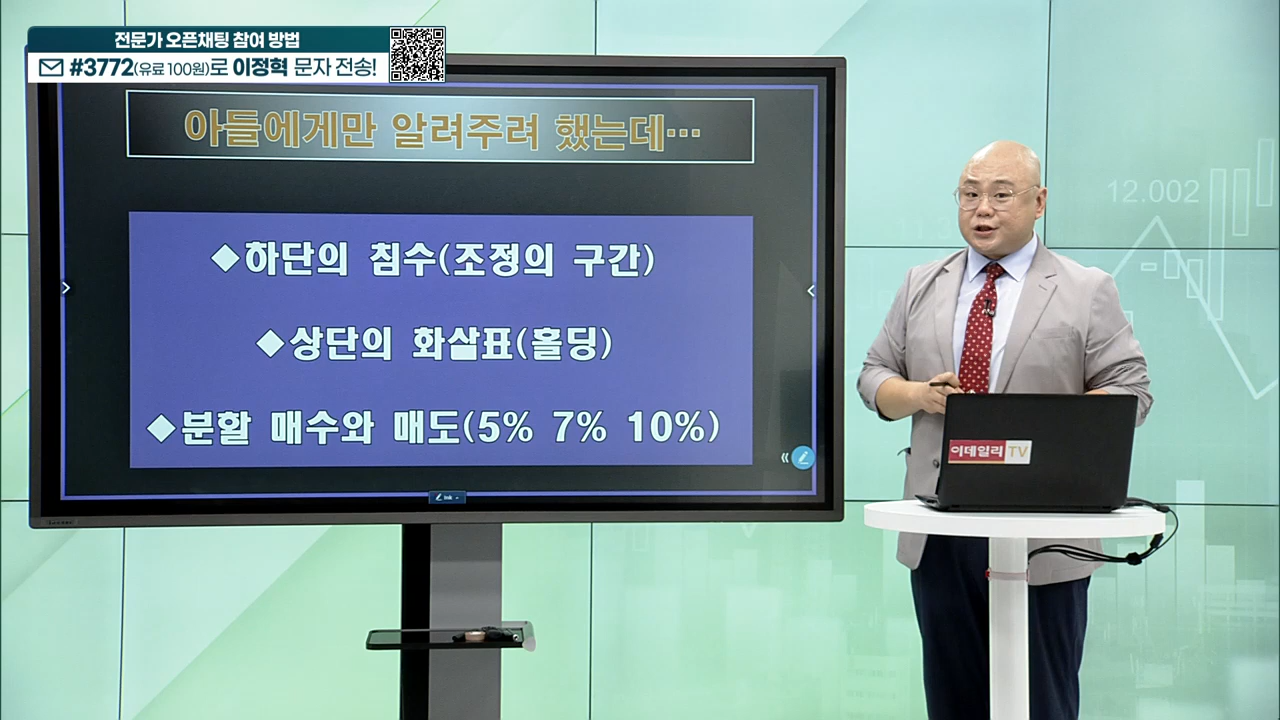 전문가 오픈채팅 참여 방법
#3772(유료 100원)로 이정혁 문자 전송!
아들에게만 알려주려 했는데…
◆하단의 침수(조정의 구간)
◆상단의 화살표(홀딩)
◆분할 매수와 매도(5% 7% 10%)
12.002
이데일리 TV